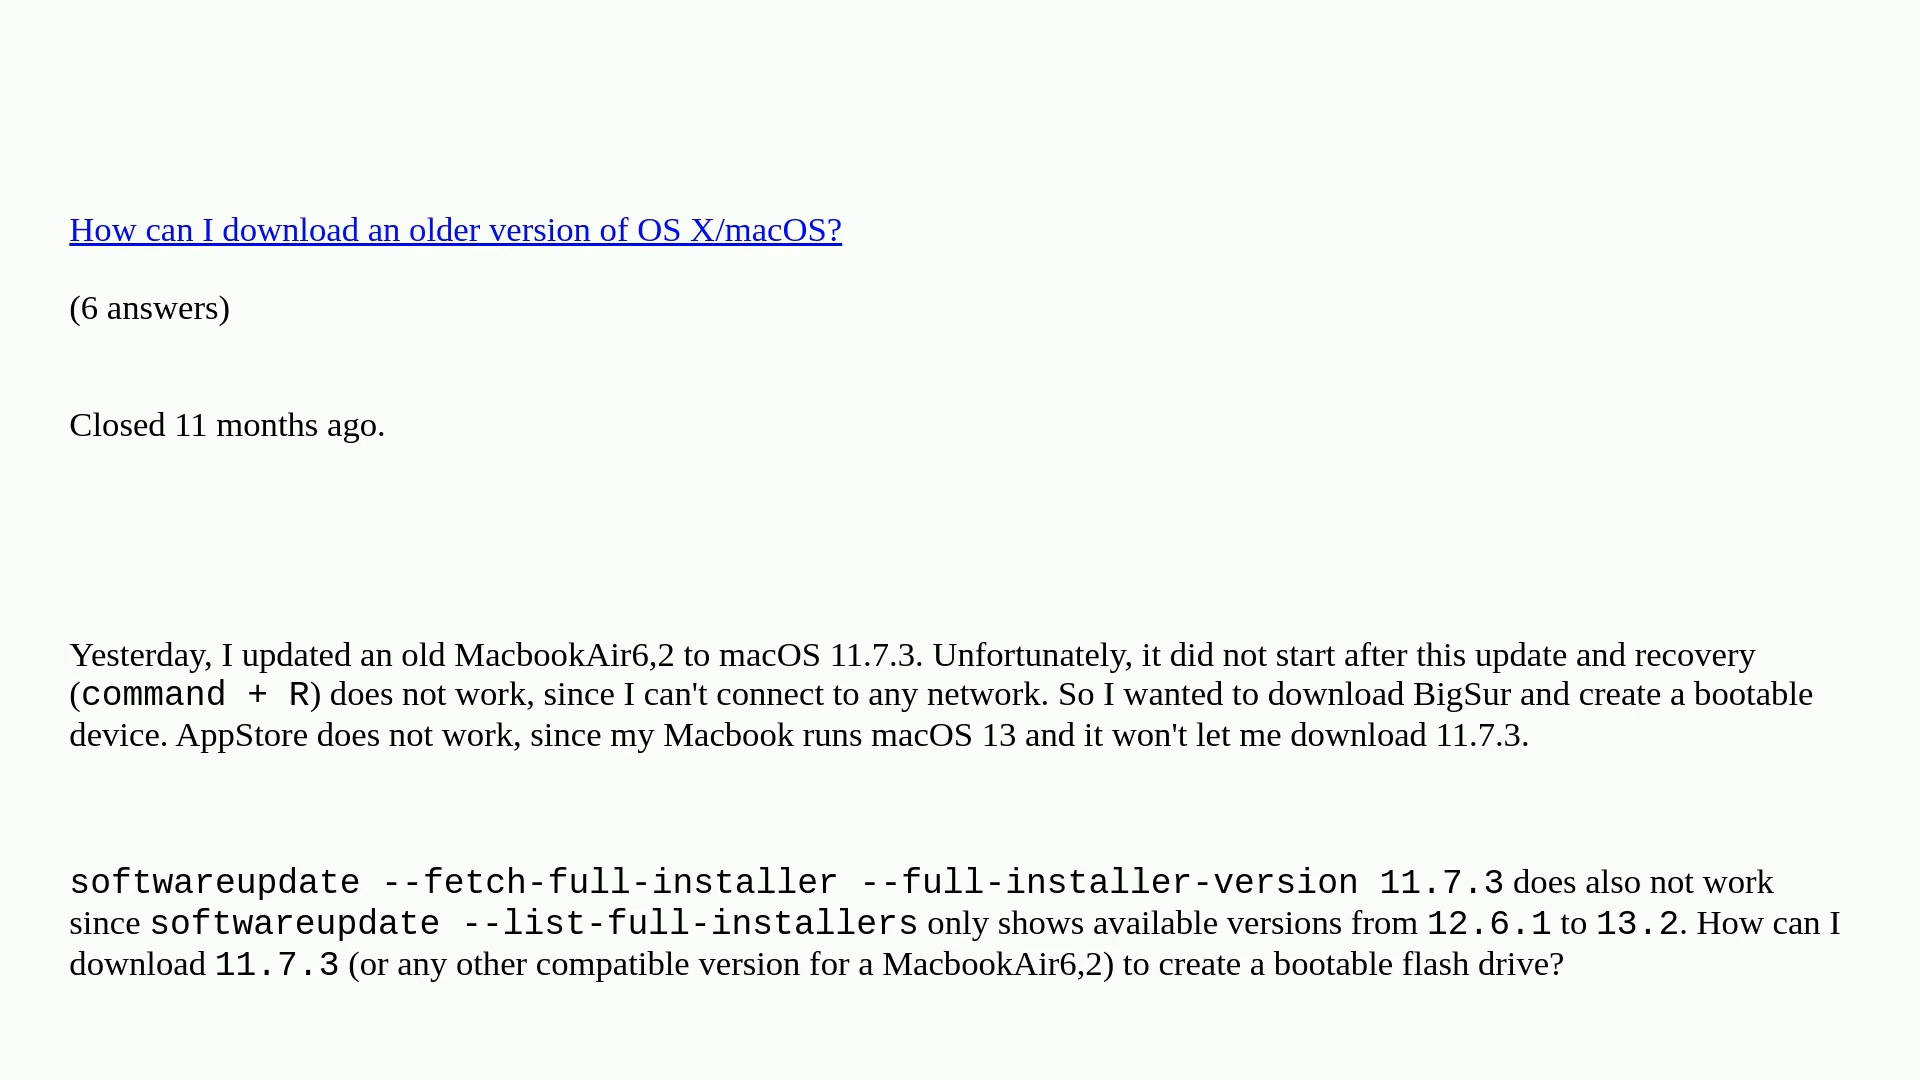 How can I download an older version of OS X/macOS?
(6 answers)
Closed 11 months ago.
Yesterday, I updated an old MacbookAir6,2 to macOS 11.7.3. Unfortunately, it did not start after this update and recovery
(command + R) does not work, since I can't connect to any network. So I wanted to download BigSur and create a bootable
device. AppStore does not work, since my Macbook runs macOS 13 and it won't let me download 11.7.3.
softwareupdate --fetch-full-installer --full-installer-version 11.7.3 does also not work
since softwareupdate --list-full-installers only shows available versions from 12.6.1 to 13.2. How can I
download 11.7.3 (or any other compatible version for a MacbookAir6,2) to create a bootable flash drive?